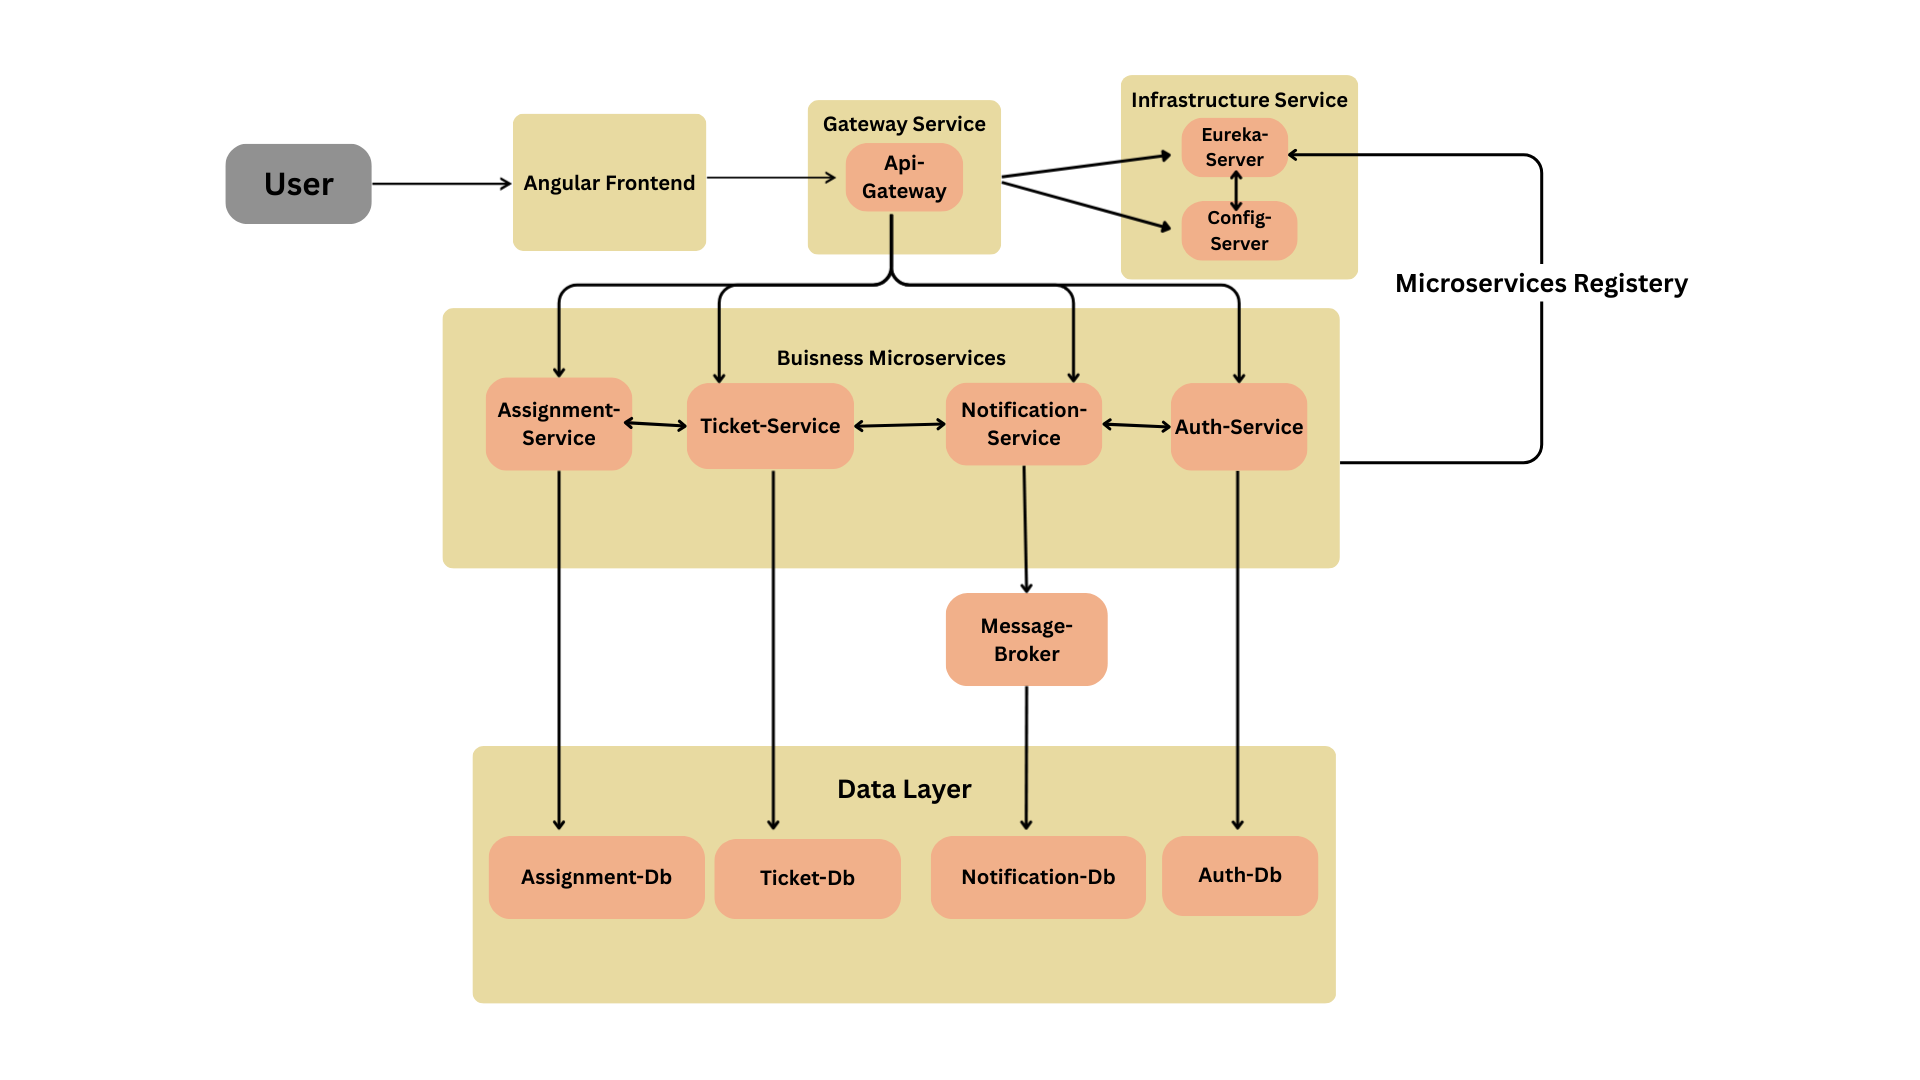 User
Angular Frontend
Gateway Service
Api-
Gateway
Infrastructure Service
Eureka-
Server
Config-
Server
Microservices Registery
Buisness Microservices
Assignment-
Service
Ticket-Service
Notification-
Service
Auth-Service
Message-
Broker
Data Layer
Assignment-Db
Ticket-Db
Notification-Db
Auth-Db